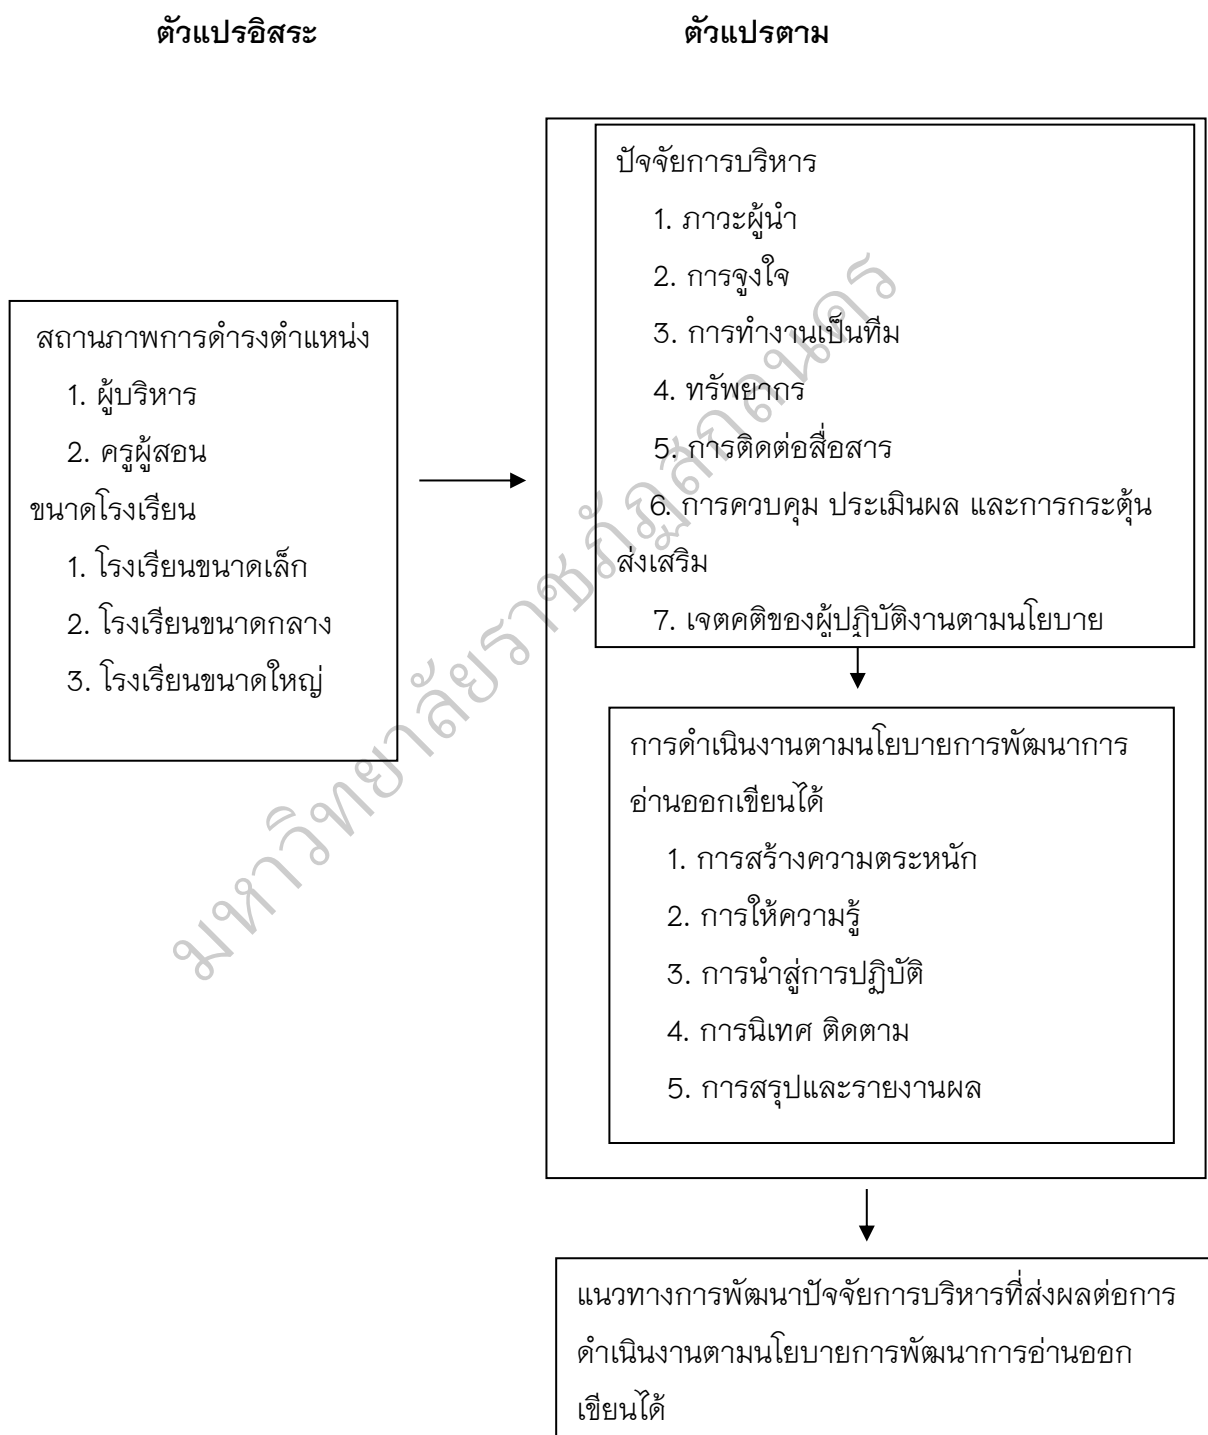 ตัวแปรอิสระ
ตัวแปรตาม
สถานภาพการดำรงตำแหน่ง
1. ผู้บริหาร
2. ครูผู้สอน
ขนาดโรงเรียน
1. โรงเรียนขนาดเล็ก
2. โรงเรียนขนาดกลาง
3. โรงเรียนขนาดใหญ่
ปัจจัยการบริหาร
1. ภาวะผู้นำ
2. การจูงใจ
3. การทำงานเป็นทีม
4. ทรัพยากร
5. การติดต่อสื่อสาร
6. การควบคุม ประเมินผล และการกระตุ้น
ส่งเสริม
7. เจตคติของผู้ปฏิบัติงานตามนโยบาย
การดำเนินงานตามนโยบายการพัฒนาการ
อ่านออกเขียนได้
1. การสร้างความตระหนัก
2. การให้ความรู้
3. การนำสู่การปฏิบัติ
4. การนิเทศ ติดตาม
5. การสรุปและรายงานผล
แนวทางการพัฒนาปัจจัยการบริหารที่ส่งผลต่อการ
ดำเนินงานตามนโยบายการพัฒนาการอ่านออก
เขียนได้
มหาวิทยาลัยราชภัฏสกลนคร